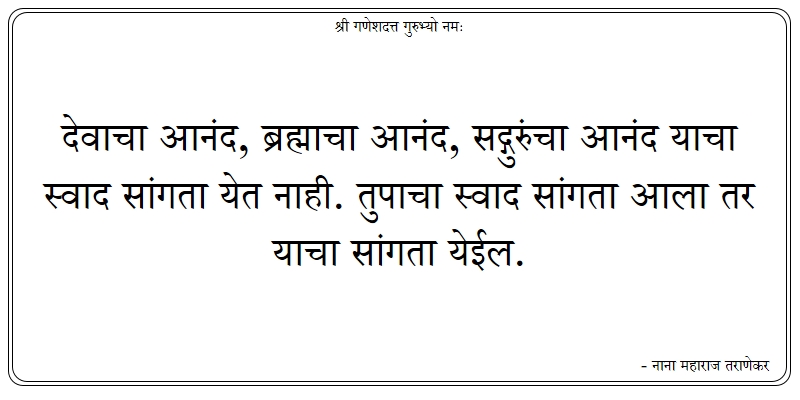 श्री गणेशदत्त गुरुभ्यो नमः
देवाचा आनंद, ब्रह्माचा आनंद, सद्गुरुंचा आनंद याचा
स्वाद सांगता येत नाही. तुपाचा स्वाद सांगता आला तर
याचा सांगता येईल.
- नाना महाराज तराणेकर